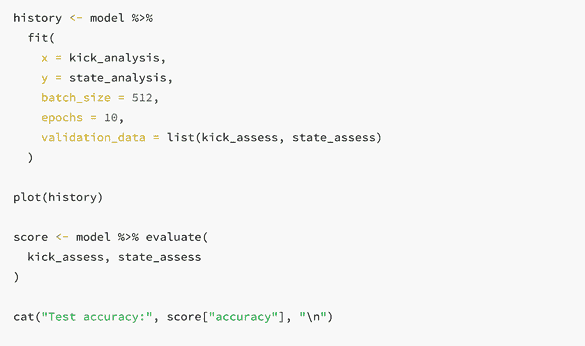 history <- model %>%
  fit(
    x = kick_analysis,
    y = state_analysis,
    batch_size = 512,
    epochs = 10,
    validation_data = list(kick_assess, state_assess)
  )
plot(history)
score <- model %>% evaluate(
  kick_assess, state_assess
)
cat("Test accuracy:", score["accuracy"], "\n")